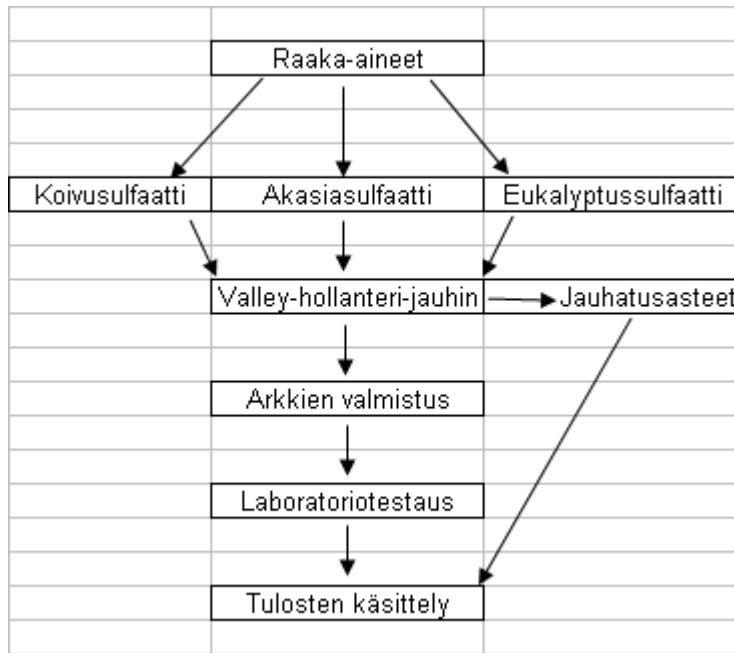 Raaka-aineet
Koivusulfaatti
Akasiasulfaatti
Eukalyptussulfaatti
Valley-hollanteri-jauhin
Jauhatusasteet
Arkkien valmistus
Laboratoriotestaus
Tulosten käsittely